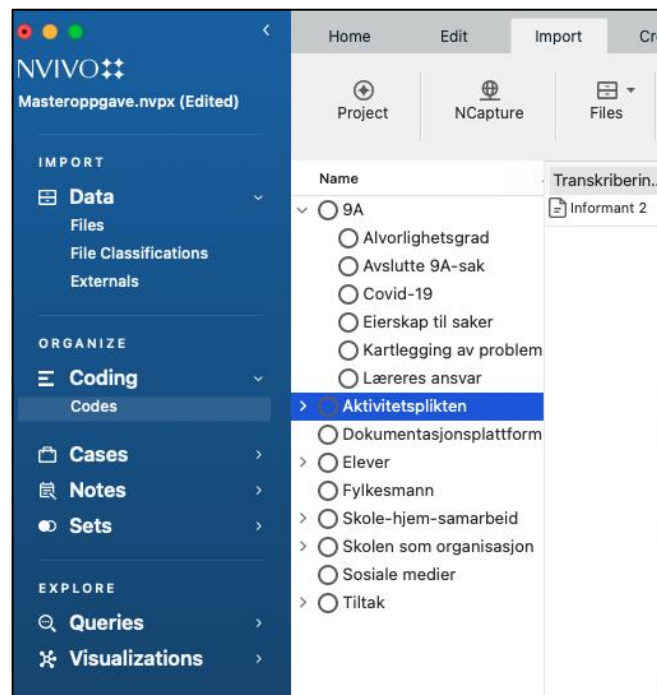 NVIVO
Masteroppgave.nvpx (Edited)
IMPORT
Data
Files
File Classifications
Externals
ORGANIZE
Coding
Codes
Cases
Notes
Sets
EXPLORE
Queries
Visualizations
Home Edit Import Cr
Project NCapture Files
Name
9A
Alvorlighetsgrad
Avslutte 9A-sak
Covid-19
Eierskap til saker
Kartlegging av problem
Læreres ansvar
Aktivitetsplikten
Dokumentasjonsplattform
Elever
Fylkesmann
Skole-hjem-samarbeid
Skolen som organisasjon
Sosiale medier
Tiltak
Transkriberin...
Informant 2